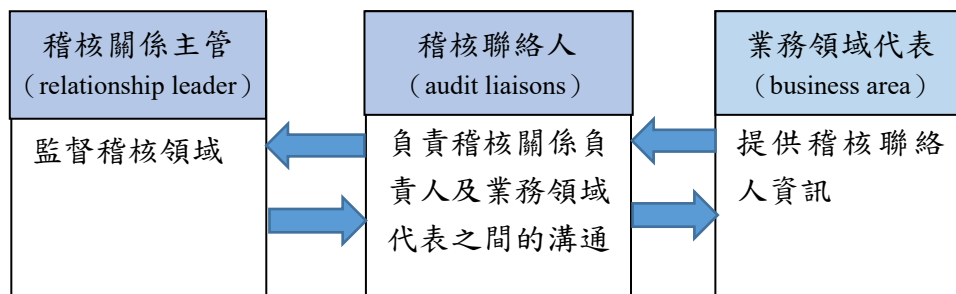 稽核關係主管
（relationship leader）
監督稽核領域
稽核聯絡人
（audit liaisons）
負責稽核關係負
責人及業務領域
代表之間的溝通
業務領域代表
（business area）
提供稽核聯絡
人資訊